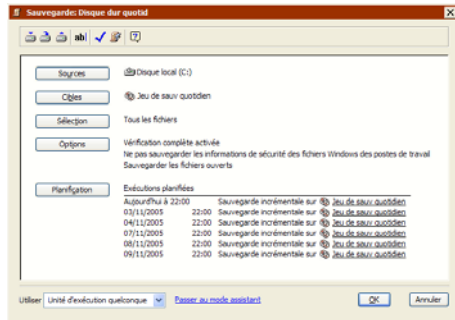 Sauvegarde: Disque dur quotid
ab|
Sources Disque local (C:)
Cibles Jeu de sauv quotidien
Sélection Tous les fichiers
Options Vérification complète activée
Ne pas sauvegarder les informations de sécurité des fichiers Windows des postes de travail
Sauvegarder les fichiers ouverts
Planification Exécutions planifiées
Aujourd'hui à 22:00 Sauvegarde incrémentale sur Jeu de sauv quotidien
03/11/2005 22:00 Sauvegarde incrémentale sur Jeu de sauv quotidien
04/11/2005 22:00 Sauvegarde incrémentale sur Jeu de sauv quotidien
07/11/2005 22:00 Sauvegarde incrémentale sur Jeu de sauv quotidien
08/11/2005 22:00 Sauvegarde incrémentale sur Jeu de sauv quotidien
09/11/2005 22:00 Sauvegarde incrémentale sur Jeu de sauv quotidien
Utiliser Unité d'exécution quelconque Passer au mode assistant OK Annuler